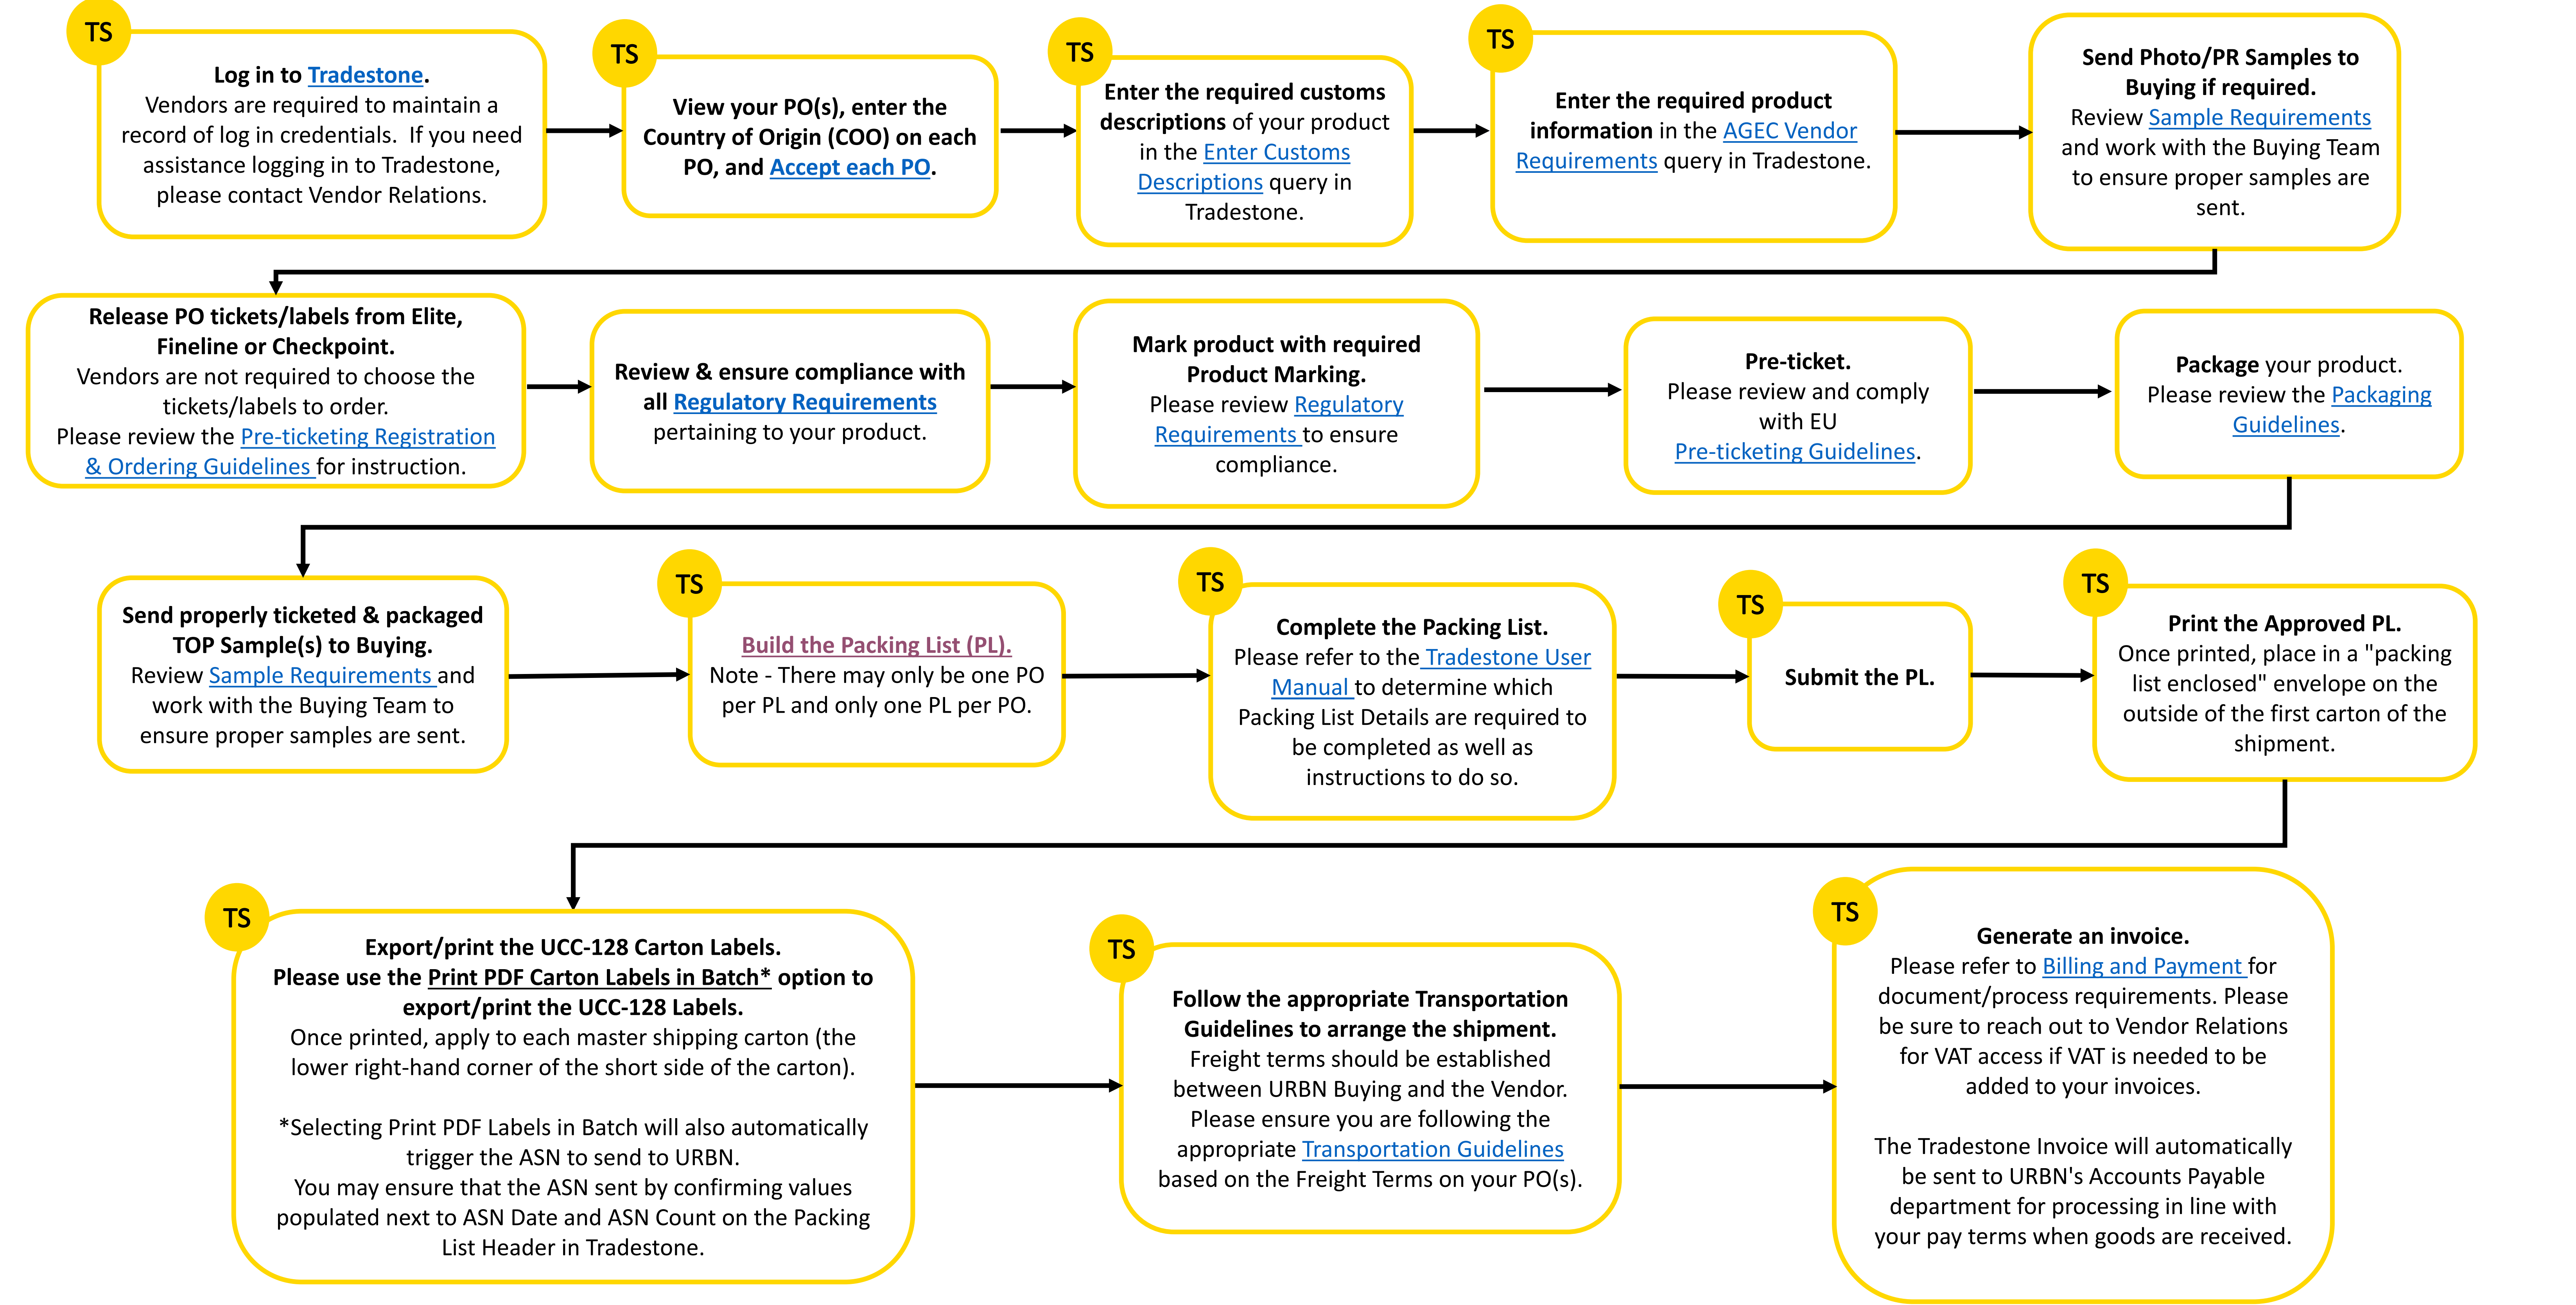 TS
Log in to Tradestone.
Vendors are required to maintain a
record of log in credentials.  If you need
assistance logging in to Tradestone,
please contact Vendor Relations.
TS
View your PO(s), enter the
Country of Origin (COO) on each
PO, and Accept each PO.
TS
Enter the required customs
descriptions of your product
in the Enter Customs
Descriptions query in
Tradestone.
TS
Enter the required product
information in the AGEC Vendor
Requirements query in Tradestone.
Send Photo/PR Samples to
Buying if required.
Review Sample Requirements
and work with the Buying Team
to ensure proper samples are
sent.
Release PO tickets/labels from Elite,
Fineline or Checkpoint.
Vendors are not required to choose the
tickets/labels to order.
Please review the Pre-ticketing Registration
& Ordering Guidelines for instruction.
Review & ensure compliance with
all Regulatory Requirements
pertaining to your product.
Mark product with required
Product Marking.
Please review Regulatory
Requirements to ensure
compliance.
Pre-ticket.
Please review and comply
with EU
Pre-ticketing Guidelines.
Package your product.
Please review the Packaging
Guidelines.
Send properly ticketed & packaged
TOP Sample(s) to Buying.
Review Sample Requirements and
work with the Buying Team to
ensure proper samples are sent.
TS
Build the Packing List (PL).
Note - There may only be one PO
per PL and only one PL per PO.
TS
Complete the Packing List.
Please refer to the Tradestone User
Manual to determine which
Packing List Details are required to
be completed as well as
instructions to do so.
TS
Submit the PL.
TS
Print the Approved PL.
Once printed, place in a "packing
list enclosed" envelope on the
outside of the first carton of the
shipment.
TS
Export/print the UCC-128 Carton Labels.
Please use the Print PDF Carton Labels in Batch* option to
export/print the UCC-128 Labels.
Once printed, apply to each master shipping carton (the
lower right-hand corner of the short side of the carton).
*Selecting Print PDF Labels in Batch will also automatically
trigger the ASN to send to URBN.
You may ensure that the ASN sent by confirming values
populated next to ASN Date and ASN Count on the Packing
List Header in Tradestone.
TS
Follow the appropriate Transportation
Guidelines to arrange the shipment.
Freight terms should be established
between URBN Buying and the Vendor.
Please ensure you are following the
appropriate Transportation Guidelines
based on the Freight Terms on your PO(s).
TS
Generate an invoice.
Please refer to Billing and Payment for
document/process requirements. Please
be sure to reach out to Vendor Relations
for VAT access if VAT is needed to be
added to your invoices.
The Tradestone Invoice will automatically
be sent to URBN's Accounts Payable
department for processing in line with
your pay terms when goods are received.